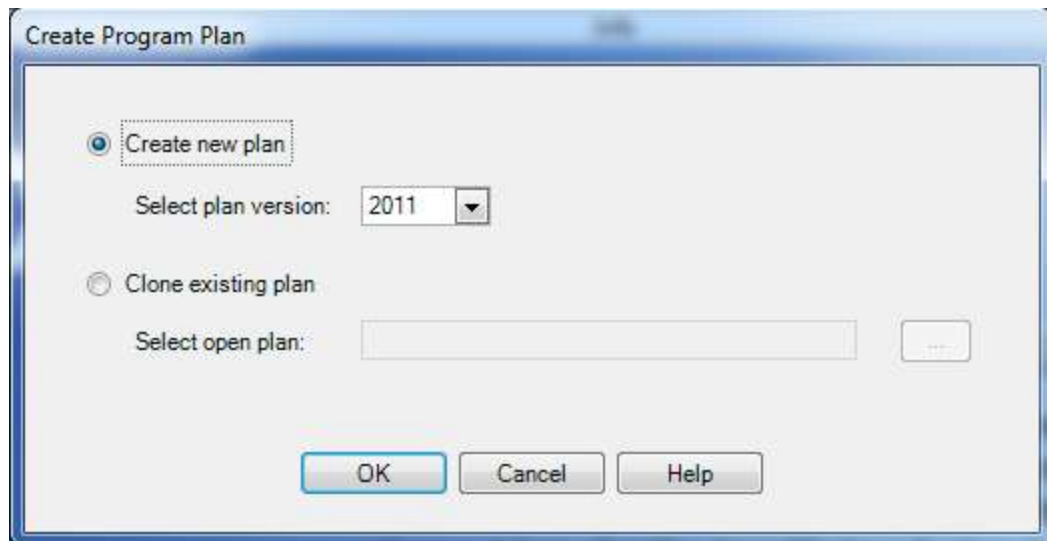 Create Program Plan
Create new plan
Select plan version: 2011
Clone existing plan
Select open plan:
...
OK Cancel Help